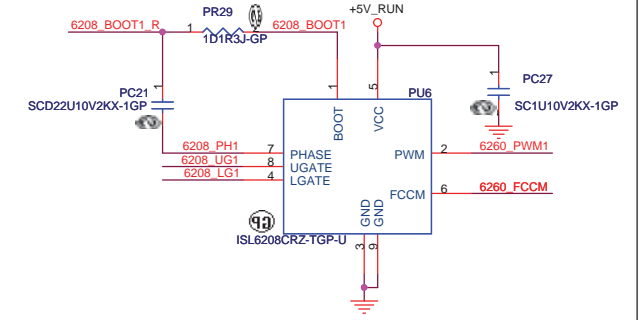 PR29
+5V_RUN
6208_BOOT1_R
1
2
6208_BOOT1
1D1R3J-GP
PC21
1
SCD22U10V2KX-1GP
1
5
PU6
1
PC27
SC1U10V2KX-1GP
BOOT
VCC
6208_PH1
7
PHASE
6208_UG1
8
UGATE
6208_LG1
4
LGATE
PWM
2
6260_PWM1
FCCM
6
6260_FCCM
GND
GND
GP
ISL6208CRZ-TGP-U
3
9